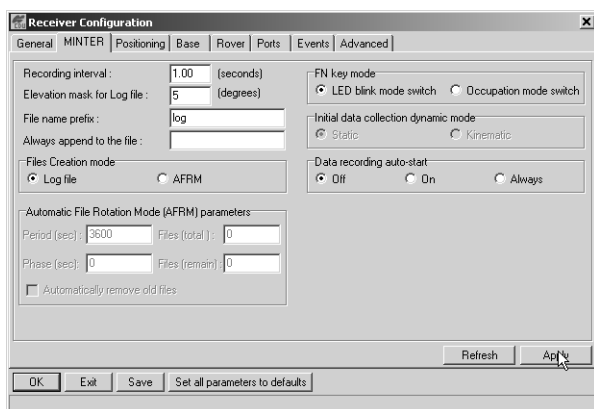 Receiver Configuration
General MINTER Positioning Base Rover Ports Events Advanced
Recording interval : 1.00 (seconds)
Elevation mask for Log file : 5 (degrees)
File name prefix : log
Always append to the file :
Files Creation mode
Log file AFRM
Automatic File Rotation Mode (AFRM) parameters
Period (sec) : 3600 Files (total ) : 0
Phase (sec): 0 Files (remain) : 0
Automatically remove old files
FN key mode
LED blink mode switch Occupation mode switch
Initial data collection dynamic mode
Static Kinematic
Data recording auto-start
Off On Always
Refresh Apply
OK Exit Save Set all parameters to defaults